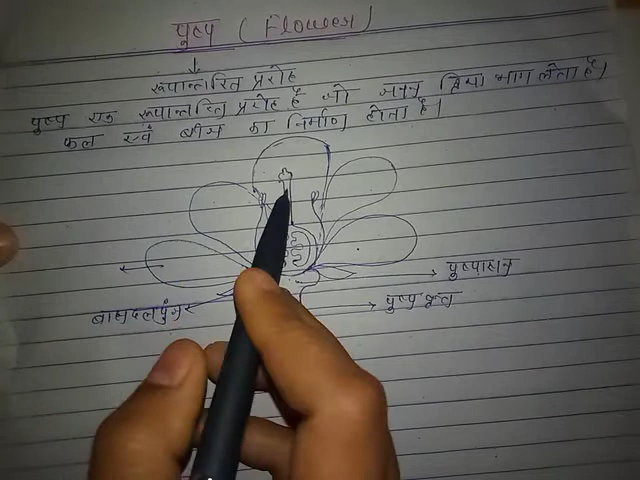 पुष्प ( Flower )
रूपान्तरित प्ररोह
पुष्प एक रूपान्तरित प्ररोह है जो जनन क्रिया भाग लेता है।
फल एवं बीज का निर्माण होता है।
पुष्पासन
पुष्प वृन्त
बाह्यदलपुंज